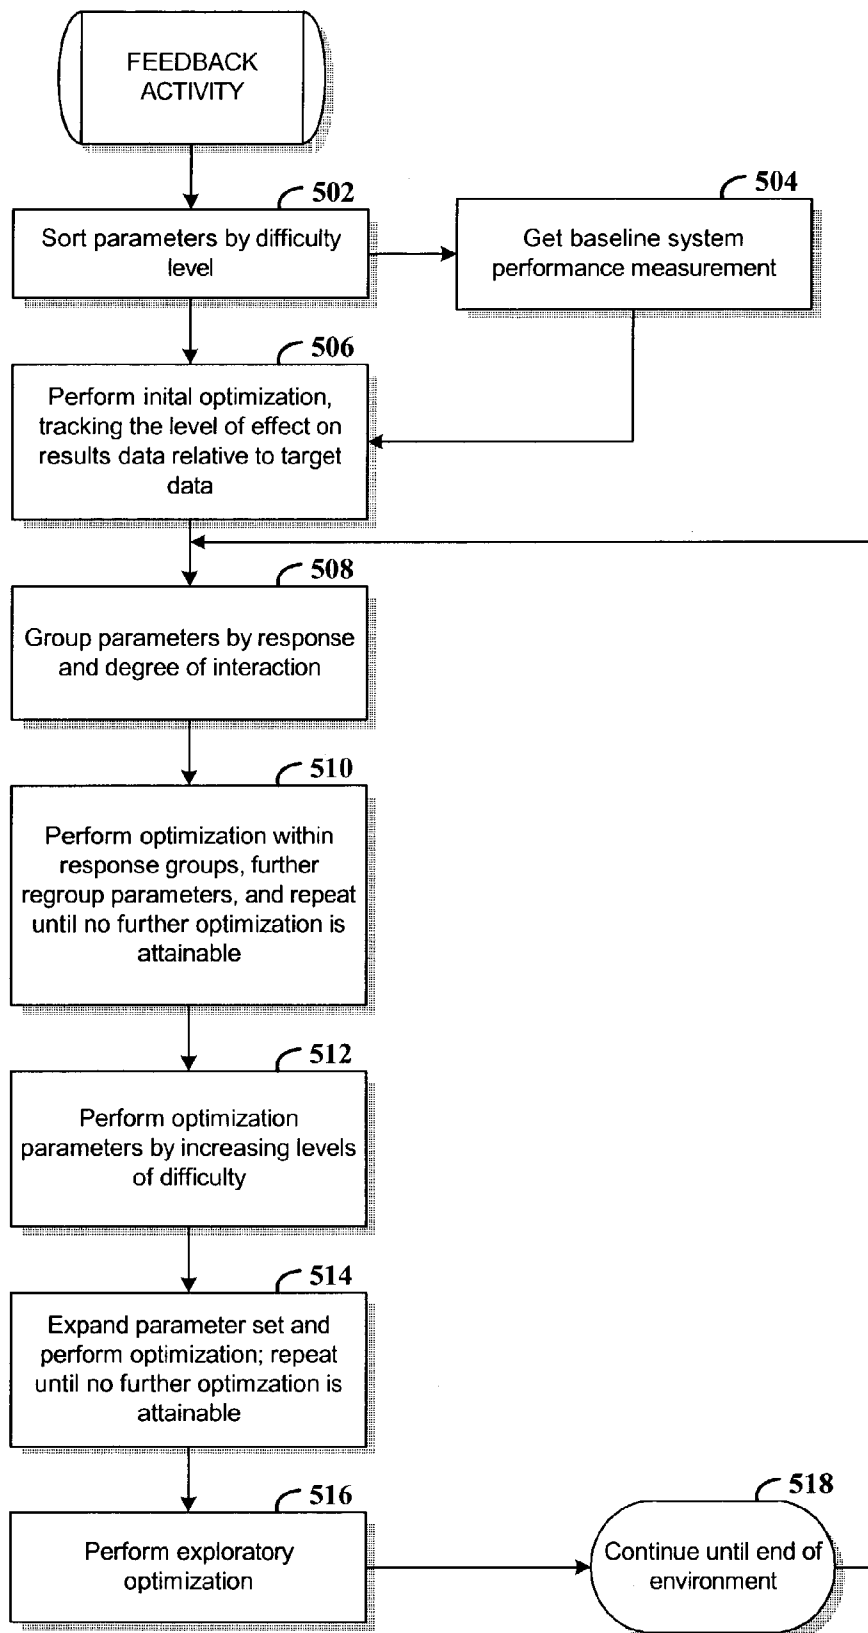 FEEDBACK
ACTIVITY
502
Sort parameters by difficulty
level
504
Get baseline system
performance measurement
506
Perform inital optimization,
tracking the level of effect on
results data relative to target
data
508
Group parameters by response
and degree of interaction
510
Perform optimization within
response groups, further
regroup parameters, and repeat
until no further optimization is
attainable
512
Perform optimization
parameters by increasing levels
of difficulty
514
Expand parameter set and
perform optimization; repeat
until no further optimzation is
attainable
516
Perform exploratory
optimization
518
Continue until end of
environment